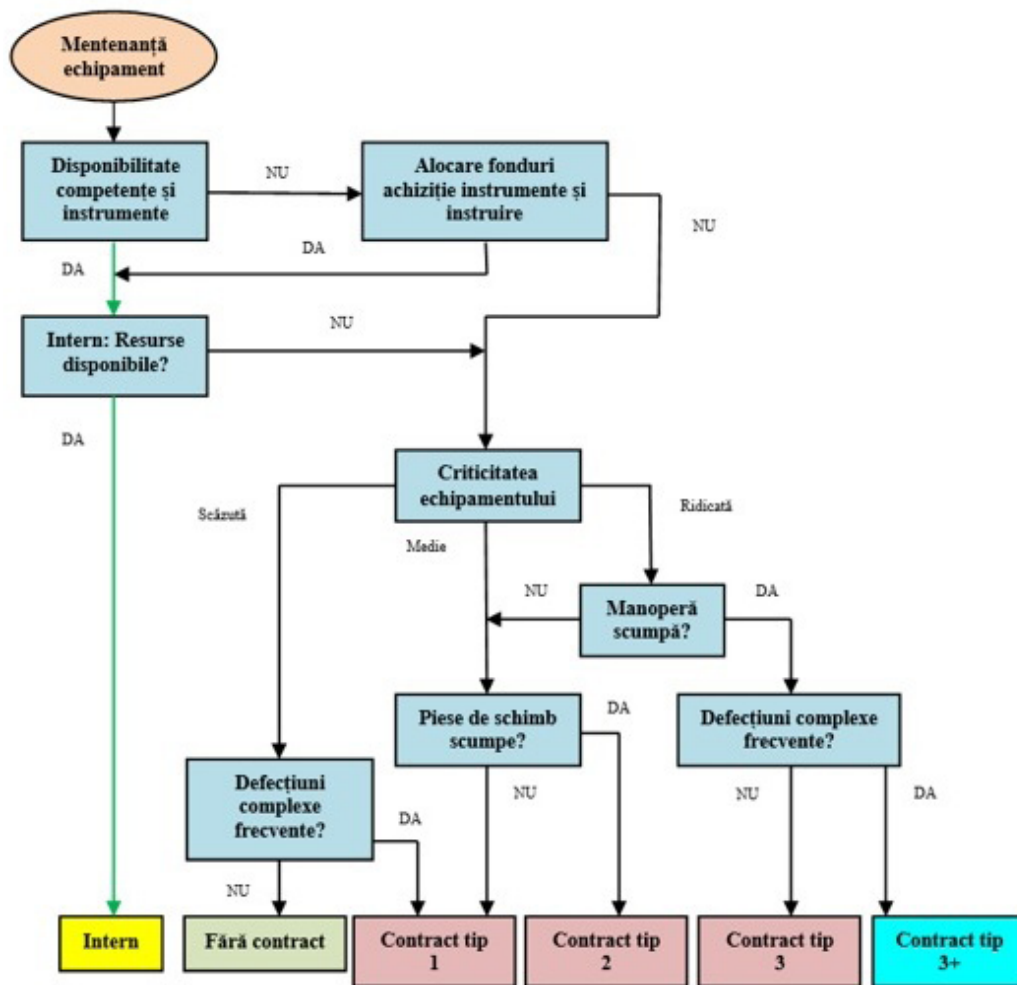 Mentenanță
echipament
Disponibilitate
competențe și
instrumente
NU
Alocare fonduri
achiziție instrumente și
instruire
NU
DA
DA
Intern: Resurse
disponibile?
NU
DA
Criticitatea
echipamentului
Scăzută
Medie
Ridicată
NU
Manoperă
scumpă?
DA
Piese de schimb
scumpe?
DA
Defecțiuni complexe
frecvente?
Defecțiuni
complexe
frecvente?
DA
NU
NU
DA
NU
Intern
Fără contract
Contract tip
1
Contract tip
2
Contract tip
3
Contract tip
3+